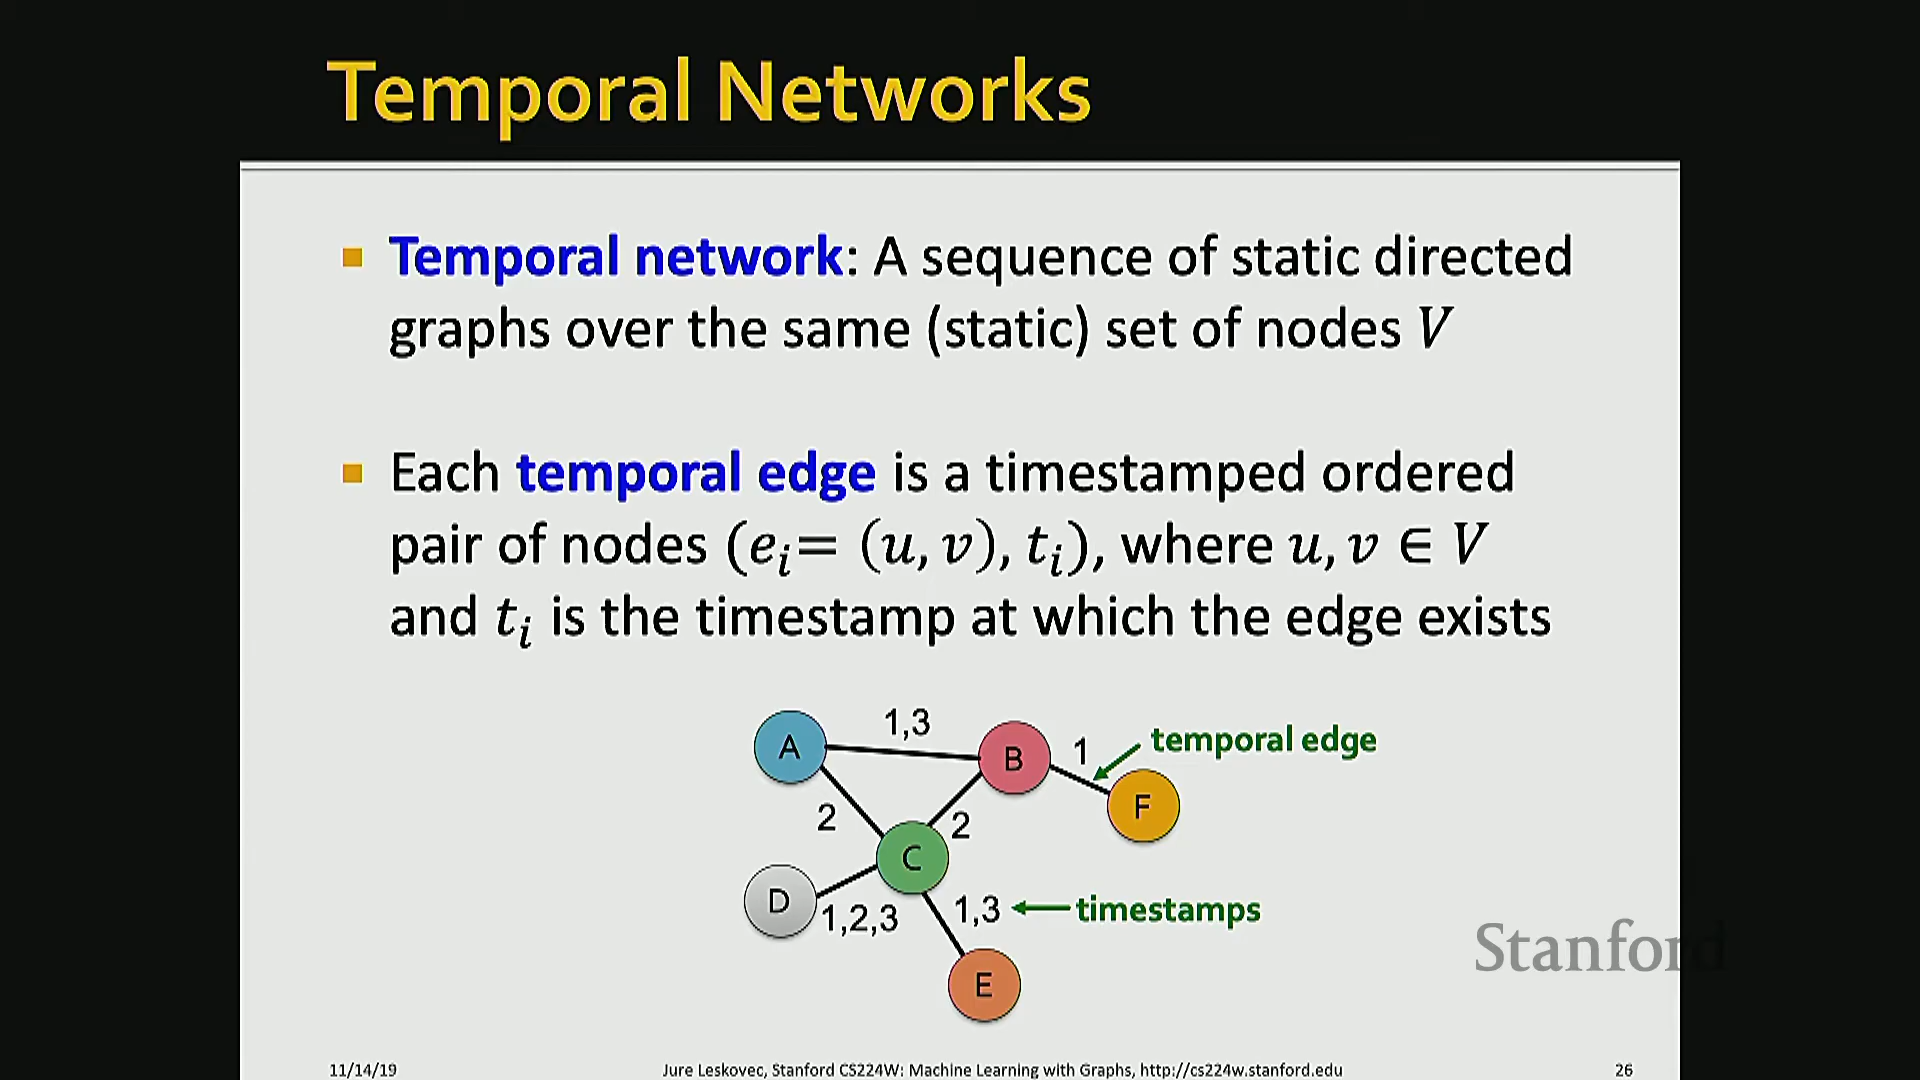 Temporal Networks
Temporal network: A sequence of static directed
graphs over the same (static) set of nodes V
Each temporal edge is a timestamped ordered
pair of nodes (eᵢ= (u, v), tᵢ), where u, v ∈ V
and tᵢ is the timestamp at which the edge exists
1,3
A
B
1
temporal edge
F
2
2
C
D
1,2,3
1,3
timestamps
E
Stanford
11/14/19
Jure Leskovec, Stanford CS224W: Machine Learning with Graphs, http://cs224w.stanford.edu
26